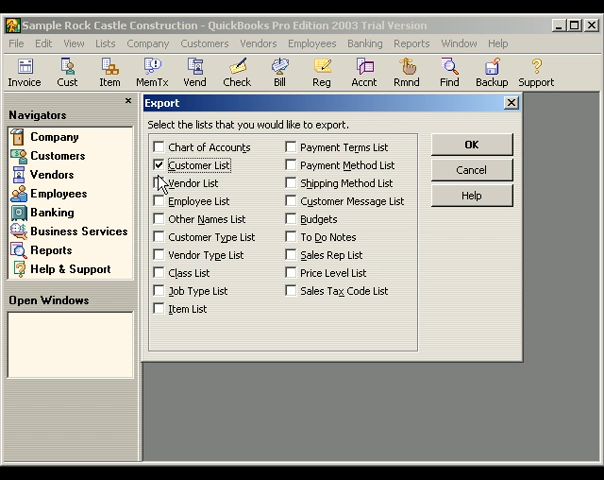 Sample Rock Castle Construction - QuickBooks Pro Edition 2003 Trial Version
File Edit View Lists Company Customers Vendors Employees Banking Reports Window Help
Invoice Cust Item MemTx Vend Check Bill Reg Accnt Rmnd Find Backup Support
Navigators
Company
Customers
Vendors
Employees
Banking
Business Services
Reports
Help & Support
Open Windows
Export
Select the lists that you would like to export.
Chart of Accounts
Customer List
Vendor List
Employee List
Other Names List
Customer Type List
Vendor Type List
Class List
Job Type List
Item List
Payment Terms List
Payment Method List
Shipping Method List
Customer Message List
Budgets
To Do Notes
Sales Rep List
Price Level List
Sales Tax Code List
OK
Cancel
Help